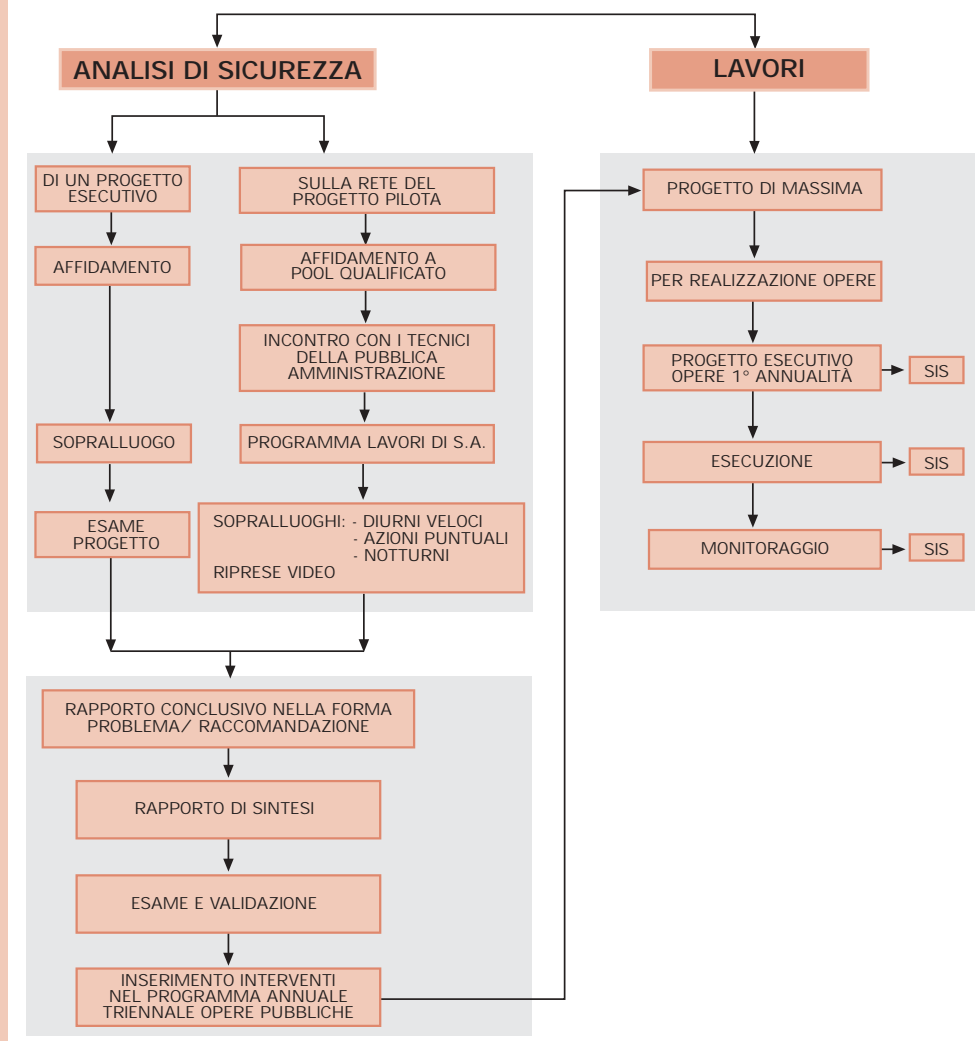 ANALISI DI SICUREZZA
LAVORI
DI UN PROGETTO
ESECUTIVO
AFFIDAMENTO
SOPRALLUOGO
ESAME
PROGETTO
SULLA RETE DEL
PROGETTO PILOTA
AFFIDAMENTO A
POOL QUALIFICATO
INCONTRO CON I TECNICI
DELLA PUBBLICA
AMMINISTRAZIONE
PROGRAMMA LAVORI DI S.A.
SOPRALLUOGHI: - DIURNI VELOCI
- AZIONI PUNTUALI
- NOTTURNI
RIPRESE VIDEO
RAPPORTO CONCLUSIVO NELLA FORMA
PROBLEMA/ RACCOMANDAZIONE
RAPPORTO DI SINTESI
ESAME E VALIDAZIONE
INSERIMENTO INTERVENTI
NEL PROGRAMMA ANNUALE
TRIENNALE OPERE PUBBLICHE
PROGETTO DI MASSIMA
PER REALIZZAZIONE OPERE
PROGETTO ESECUTIVO
OPERE 1° ANNUALITÀ
SIS
ESECUZIONE
SIS
MONITORAGGIO
SIS